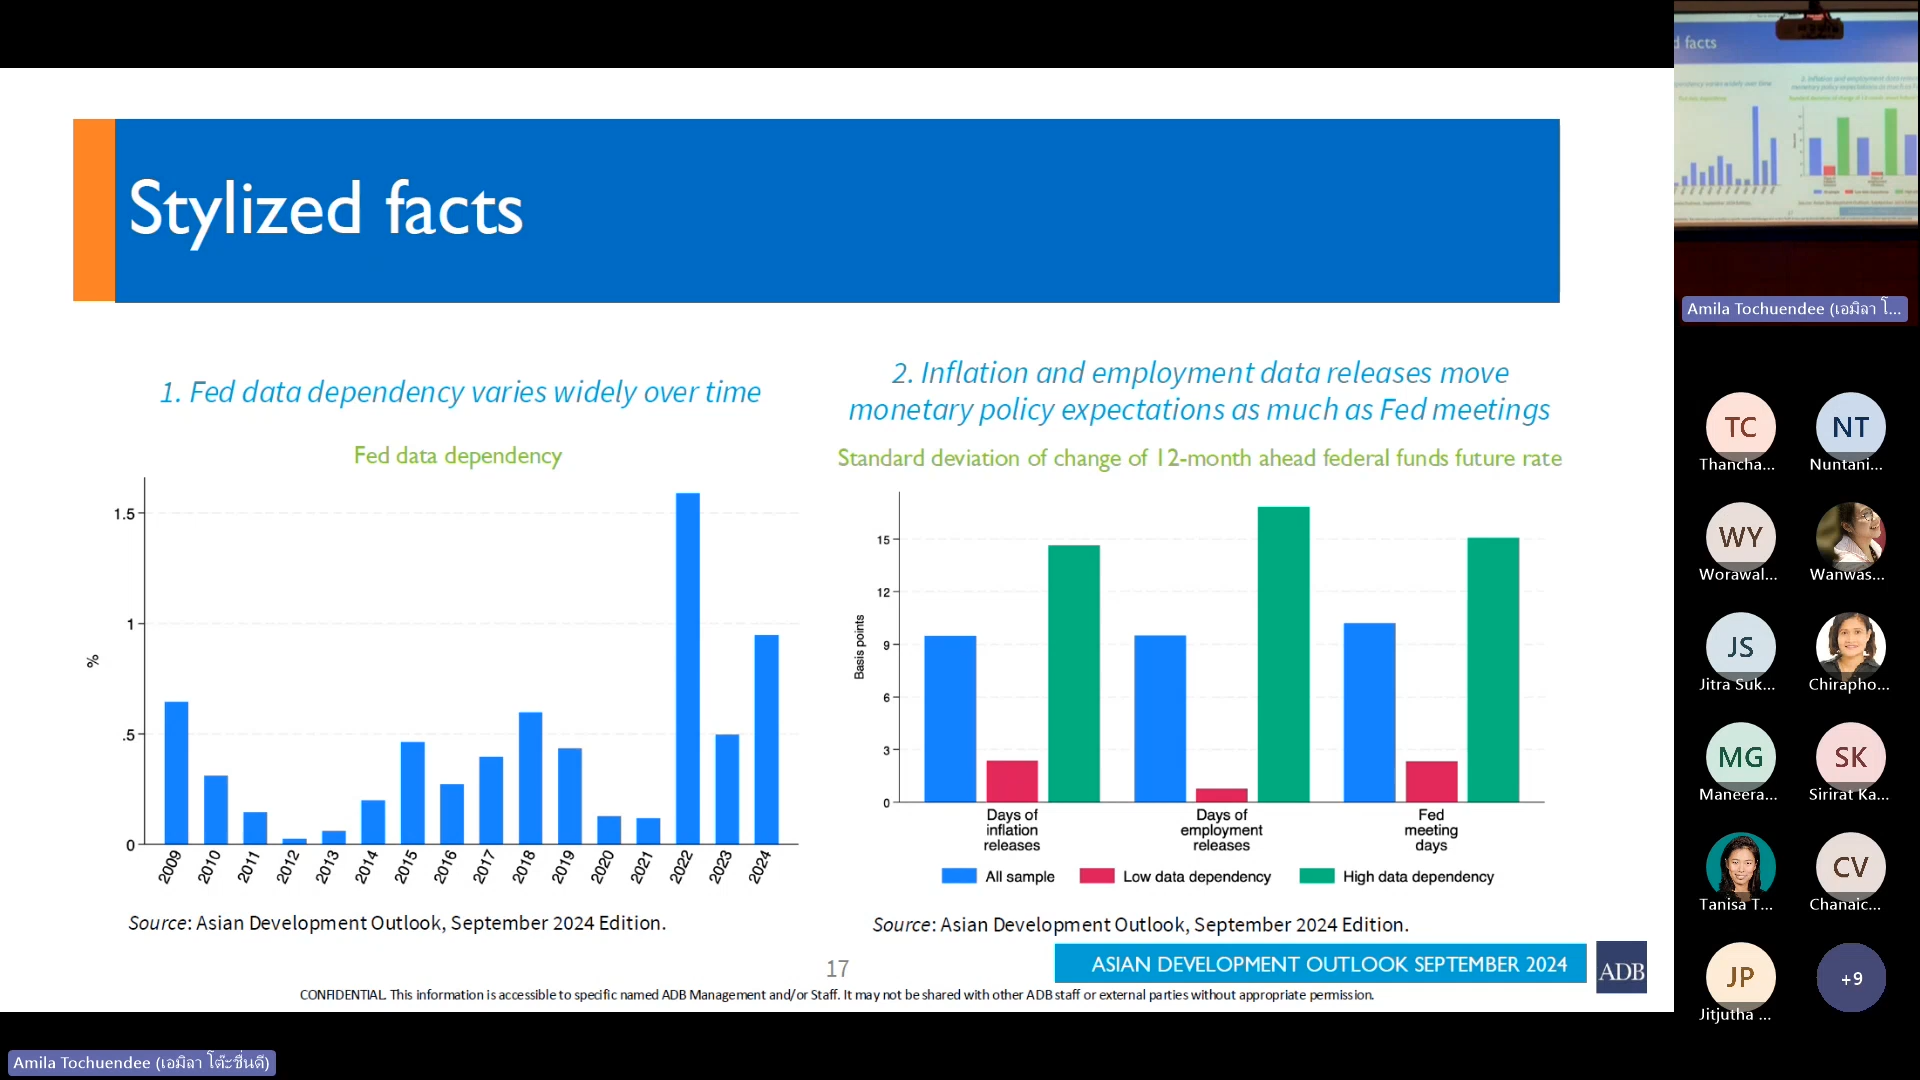 Stylized facts
1. Fed data dependency varies widely over time
Fed data dependency
1.5
1
.5
0
%
2009
2010
2011
2012
2013
2014
2015
2016
2017
2018
2019
2020
2021
2022
2023
2024
Source: Asian Development Outlook, September 2024 Edition.
2. Inflation and employment data releases move
monetary policy expectations as much as Fed meetings
Standard deviation of change of 12-month ahead federal funds future rate
15
12
9
6
3
0
Basis points
Days of
inflation
releases
Days of
employment
releases
Fed
meeting
days
All sample
Low data dependency
High data dependency
Source: Asian Development Outlook, September 2024 Edition.
17
ASIAN DEVELOPMENT OUTLOOK SEPTEMBER 2024
ADB
CONFIDENTIAL. This information is accessible to specific named ADB Management and/or Staff. It may not be shared with other ADB staff or external parties without appropriate permission.
Amila Tochuendee (เอมิลา โต๊ะชื่นดี)
d facts
Amila Tochuendee (เอมิลา โ...
TC
Thancha...
NT
Nuntani...
WY
Worawal...
Wanwas...
JS
Jitra Suk...
Chirapho...
MG
Maneera...
SK
Sirirat Ka...
Tanisa T...
CV
Chanaic...
JP
Jitjutha ...
+9